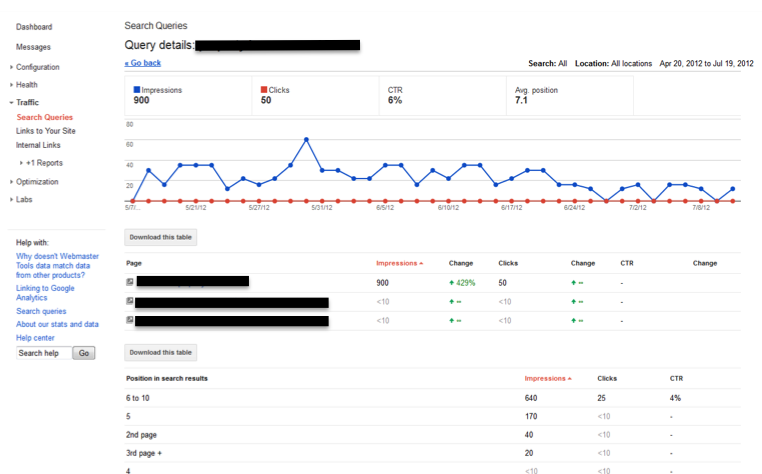 Dashboard
Messages
Configuration
Health
Traffic
Search Queries
Links to Your Site
Internal Links
+1 Reports
Optimization
Labs
Help with:
Why doesn't Webmaster
Tools data match data
from other products?
Linking to Google
Analytics
Search queries
About our stats and data
Help center
Search help Go
Search Queries
Query details:
« Go back
Search: All Location: All locations Apr 20, 2012 to Jul 19, 2012
Impressions Clicks CTR Avg. position
900 50 6% 7.1
80
60
40
20
5/7/... 5/21/12 5/27/12 5/31/12 6/5/12 6/10/12 6/17/12 6/24/12 7/2/12 7/8/12
Download this table
Page Impressions Change Clicks Change CTR Change
900 429% 50 ∞ -
<10 ∞ <10 ∞ -
<10 ∞ <10 ∞ -
Download this table
Position in search results Impressions Clicks CTR
6 to 10 640 25 4%
5 170 <10 -
2nd page 40 <10 -
3rd page + 20 <10 -
4 <10 <10 -